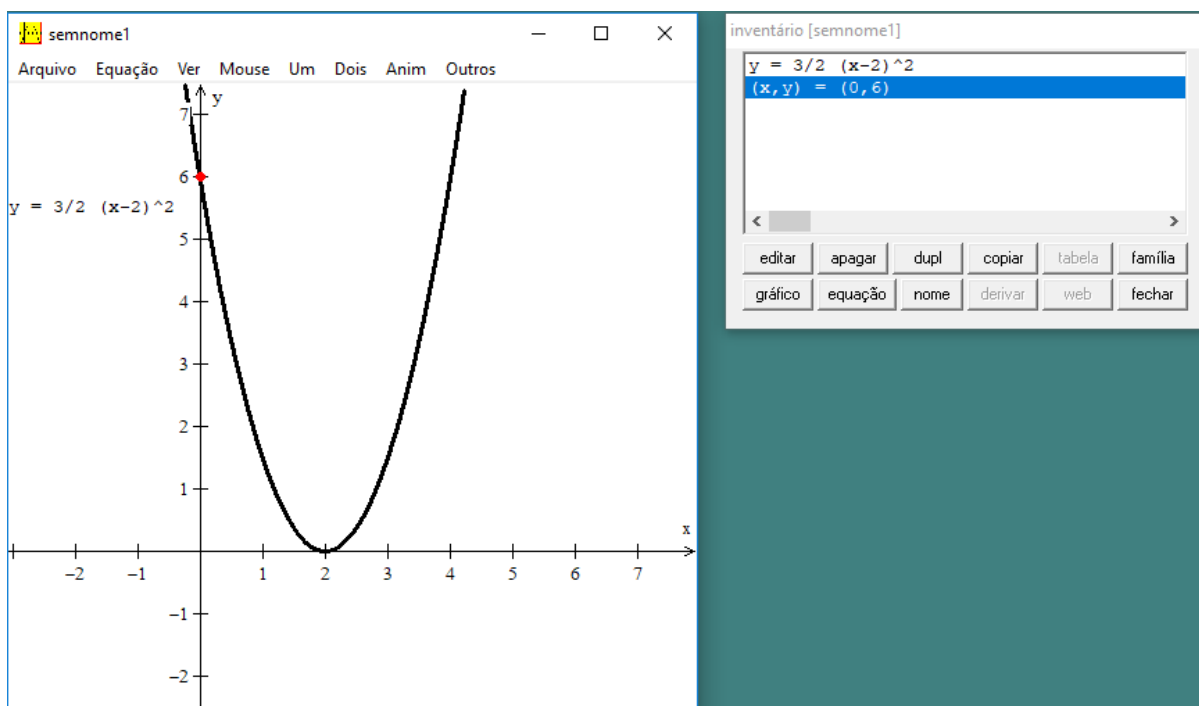 semnome1
Arquivo Equação Ver Mouse Um Dois Anim Outros
y
7
6
y = 3/2 (x-2)^2
5
4
3
2
1
x
−2 −1 1 2 3 4 5 6 7
−1
−2
inventário [semnome1]
y = 3/2 (x-2)^2
(x,y) = (0,6)
editar apagar dupl copiar tabela família
gráfico equação nome derivar web fechar